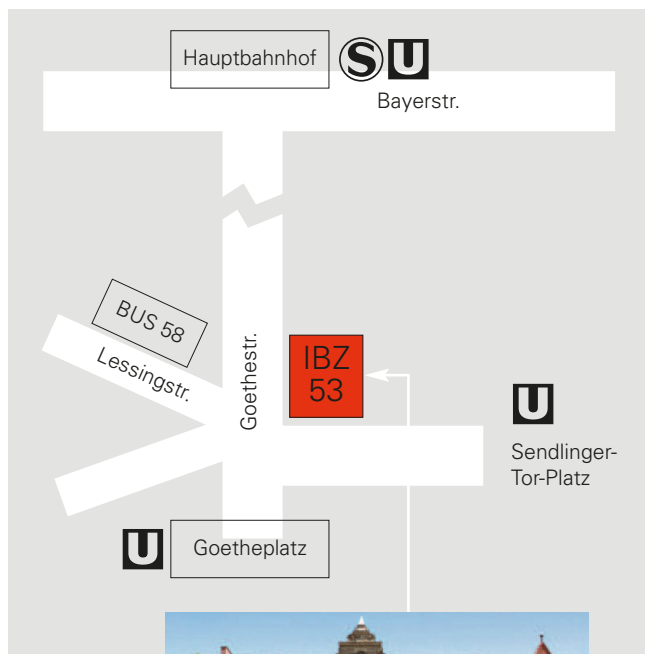 Hauptbahnhof
S U
Bayerstr.
BUS 58
Lessingstr.
Goethestr.
IBZ
53
U
Sendlinger-
Tor-Platz
U
Goetheplatz